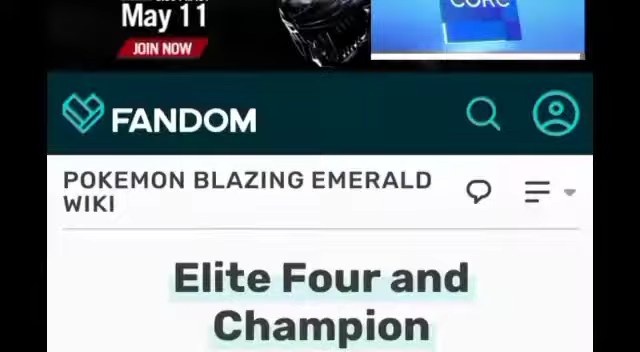 May 11
JOIN NOW
FANDOM
POKEMON BLAZING EMERALD
WIKI
Elite Four and
Champion